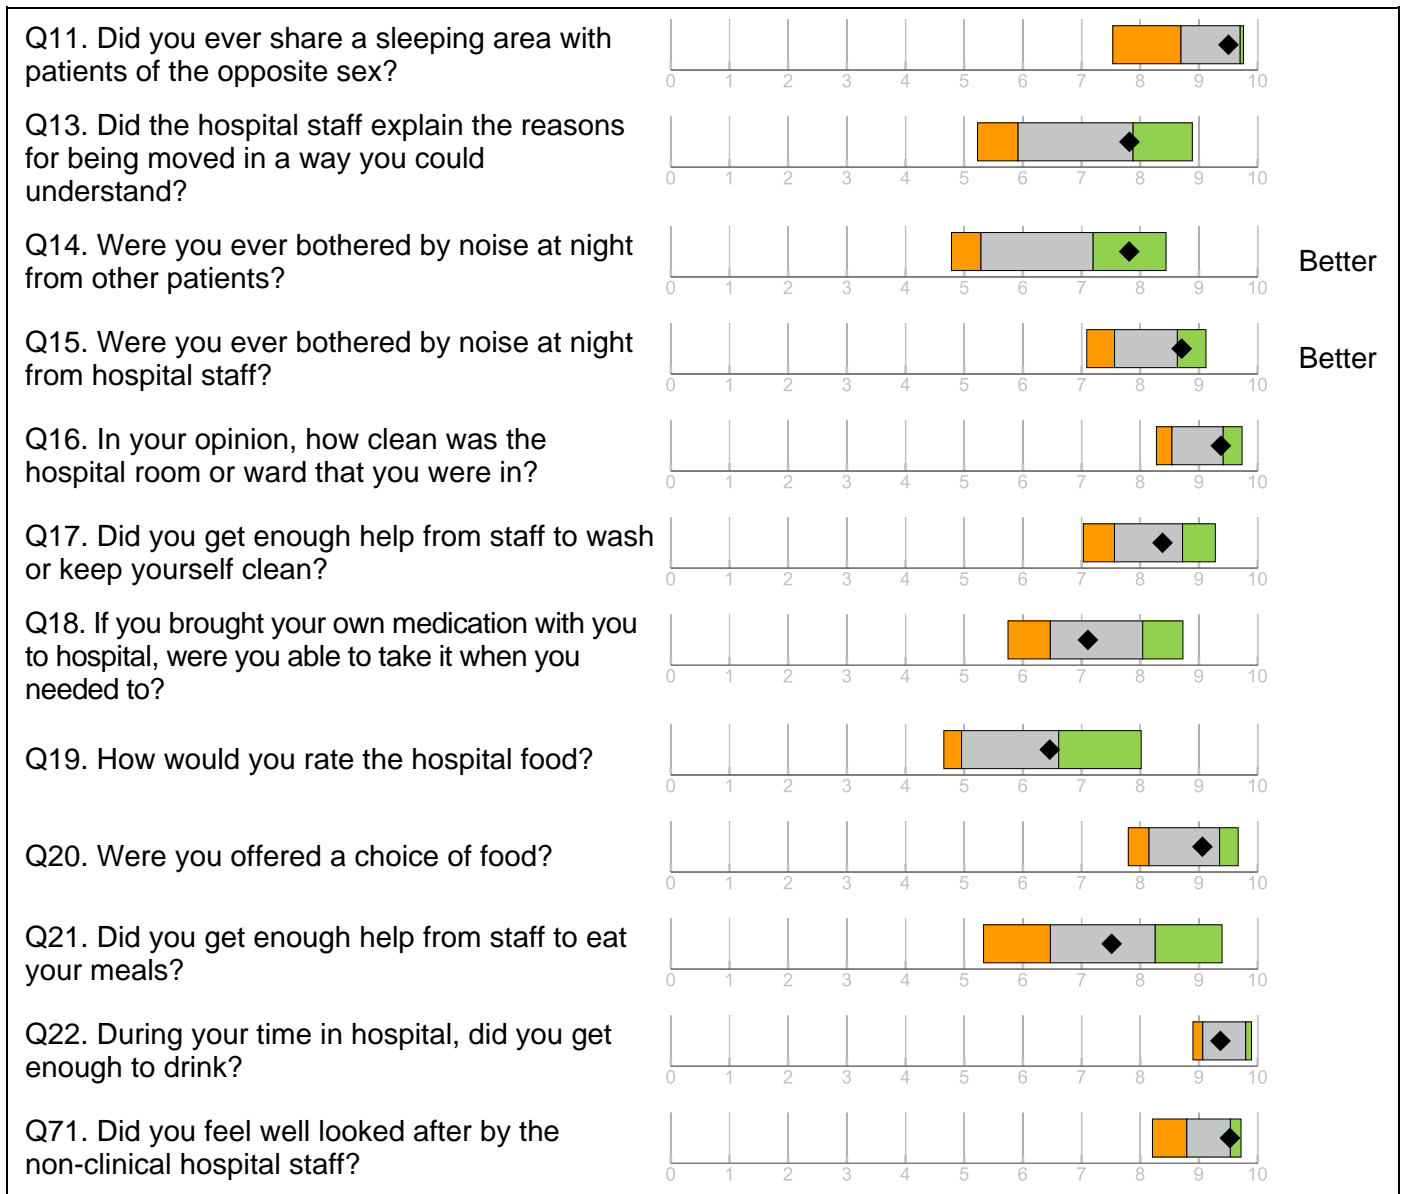 Q11. Did you ever share a sleeping area with
patients of the opposite sex?
0 1 2 3 4 5 6 7 8 9 10
Q13. Did the hospital staff explain the reasons
for being moved in a way you could
understand?
0 1 2 3 4 5 6 7 8 9 10
Q14. Were you ever bothered by noise at night
from other patients?
Better
0 1 2 3 4 5 6 7 8 9 10
Q15. Were you ever bothered by noise at night
from hospital staff?
Better
0 1 2 3 4 5 6 7 8 9 10
Q16. In your opinion, how clean was the
hospital room or ward that you were in?
0 1 2 3 4 5 6 7 8 9 10
Q17. Did you get enough help from staff to wash
or keep yourself clean?
0 1 2 3 4 5 6 7 8 9 10
Q18. If you brought your own medication with you
to hospital, were you able to take it when you
needed to?
0 1 2 3 4 5 6 7 8 9 10
Q19. How would you rate the hospital food?
0 1 2 3 4 5 6 7 8 9 10
Q20. Were you offered a choice of food?
0 1 2 3 4 5 6 7 8 9 10
Q21. Did you get enough help from staff to eat
your meals?
0 1 2 3 4 5 6 7 8 9 10
Q22. During your time in hospital, did you get
enough to drink?
0 1 2 3 4 5 6 7 8 9 10
Q71. Did you feel well looked after by the
non-clinical hospital staff?
0 1 2 3 4 5 6 7 8 9 10